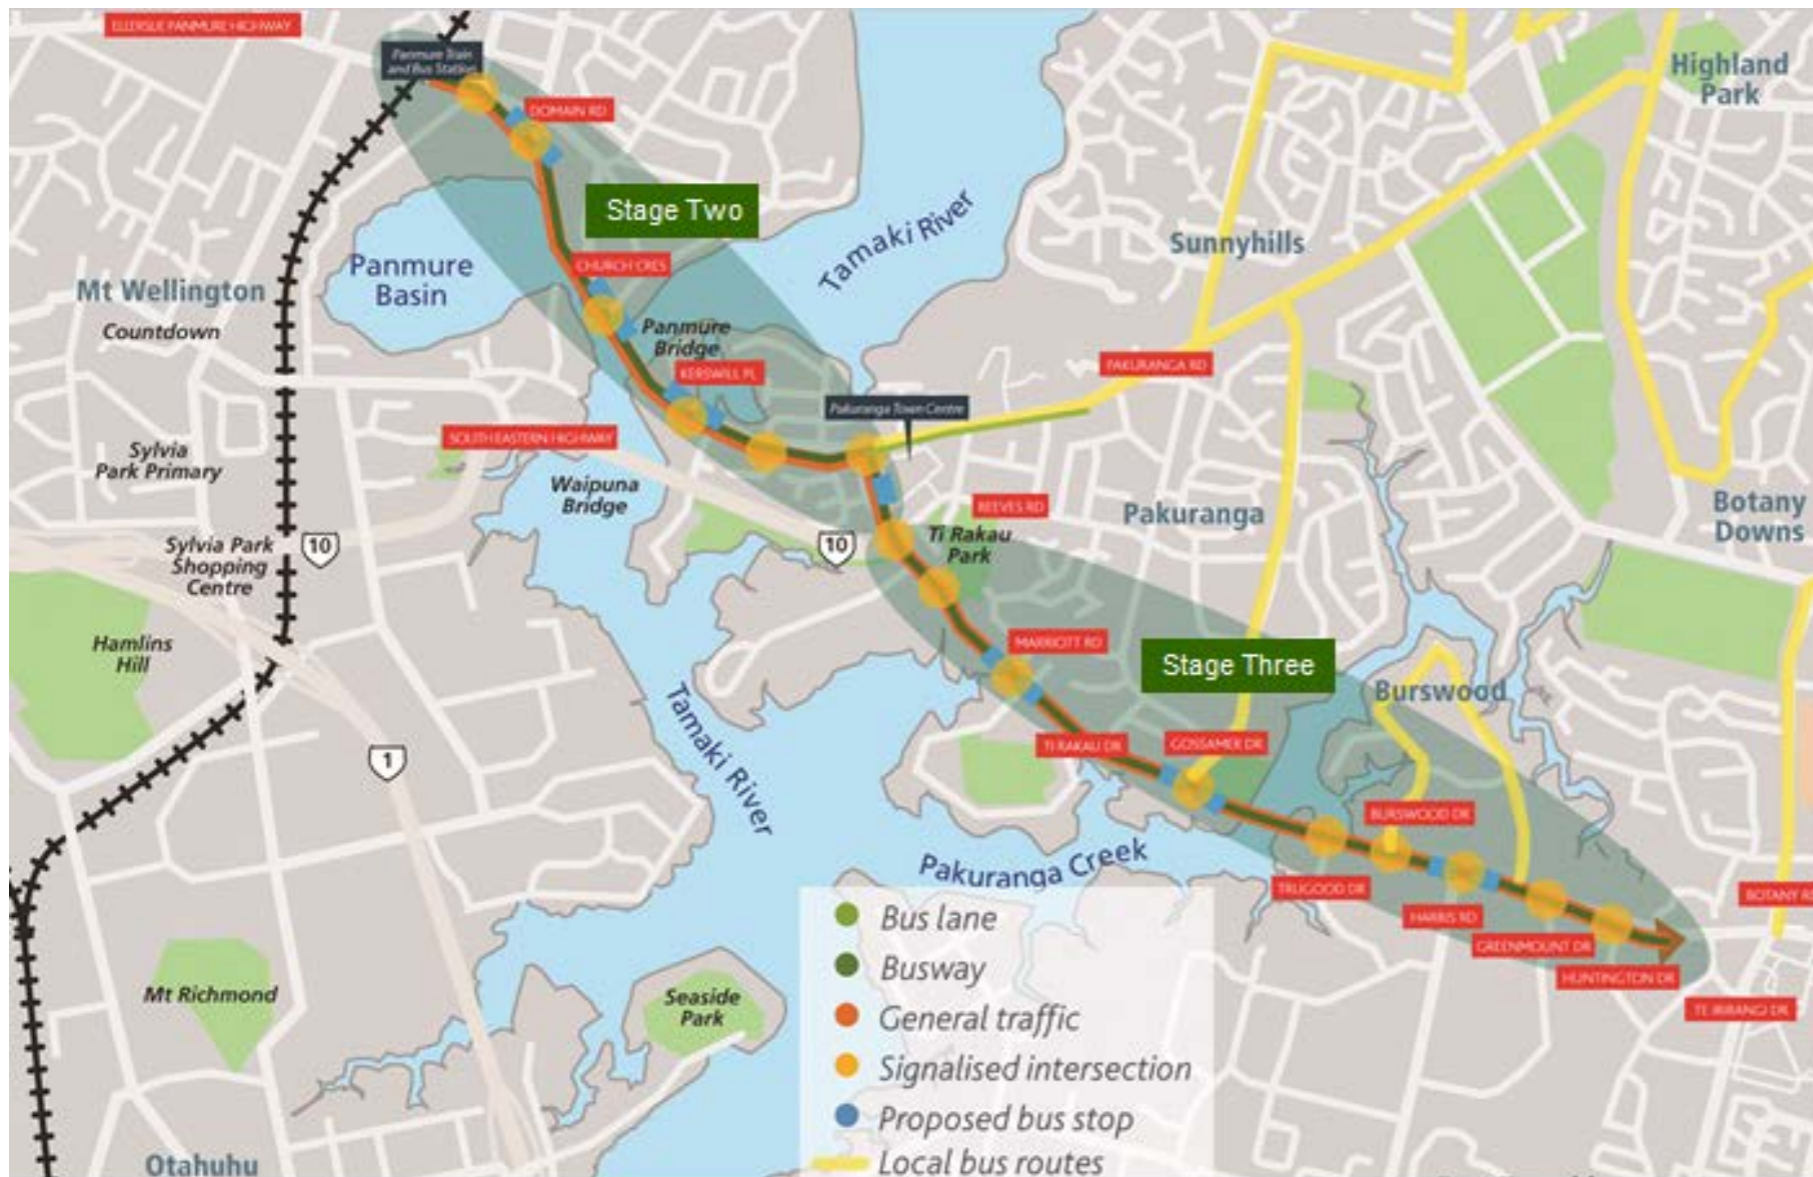 ELLERSLIE PANMURE HIGHWAY
Panmure Train
and Bus Station
DOMAIN RD
Highland
Park
Stage Two
Tamaki River
Sunnyhills
CHURCH CRES
Panmure
Basin
Mt Wellington
Countdown
Panmure
Bridge
KERSWILL PL
PAKURANGA RD
Pakuranga Town Centre
SOUTH EASTERN HIGHWAY
Sylvia
Park Primary
Waipuna
Bridge
REEVES RD
Pakuranga
Botany
Downs
10
10
Ti Rakau
Park
Sylvia Park
Shopping
Centre
Hamlins
Hill
MARRIOTT RD
Stage Three
Burswood
Tamaki River
TI RAKAU DR
GOSSAMER DR
1
BURSWOOD DR
Pakuranga Creek
TRUGOOD DR
HARRIS RD
BOTANY
GREENMOUNT DR
HUNTINGTON DR
TE IRIRANGI DR
Mt Richmond
Seaside
Park
Otahuhu
Bus lane
Busway
General traffic
Signalised intersection
Proposed bus stop
Local bus routes